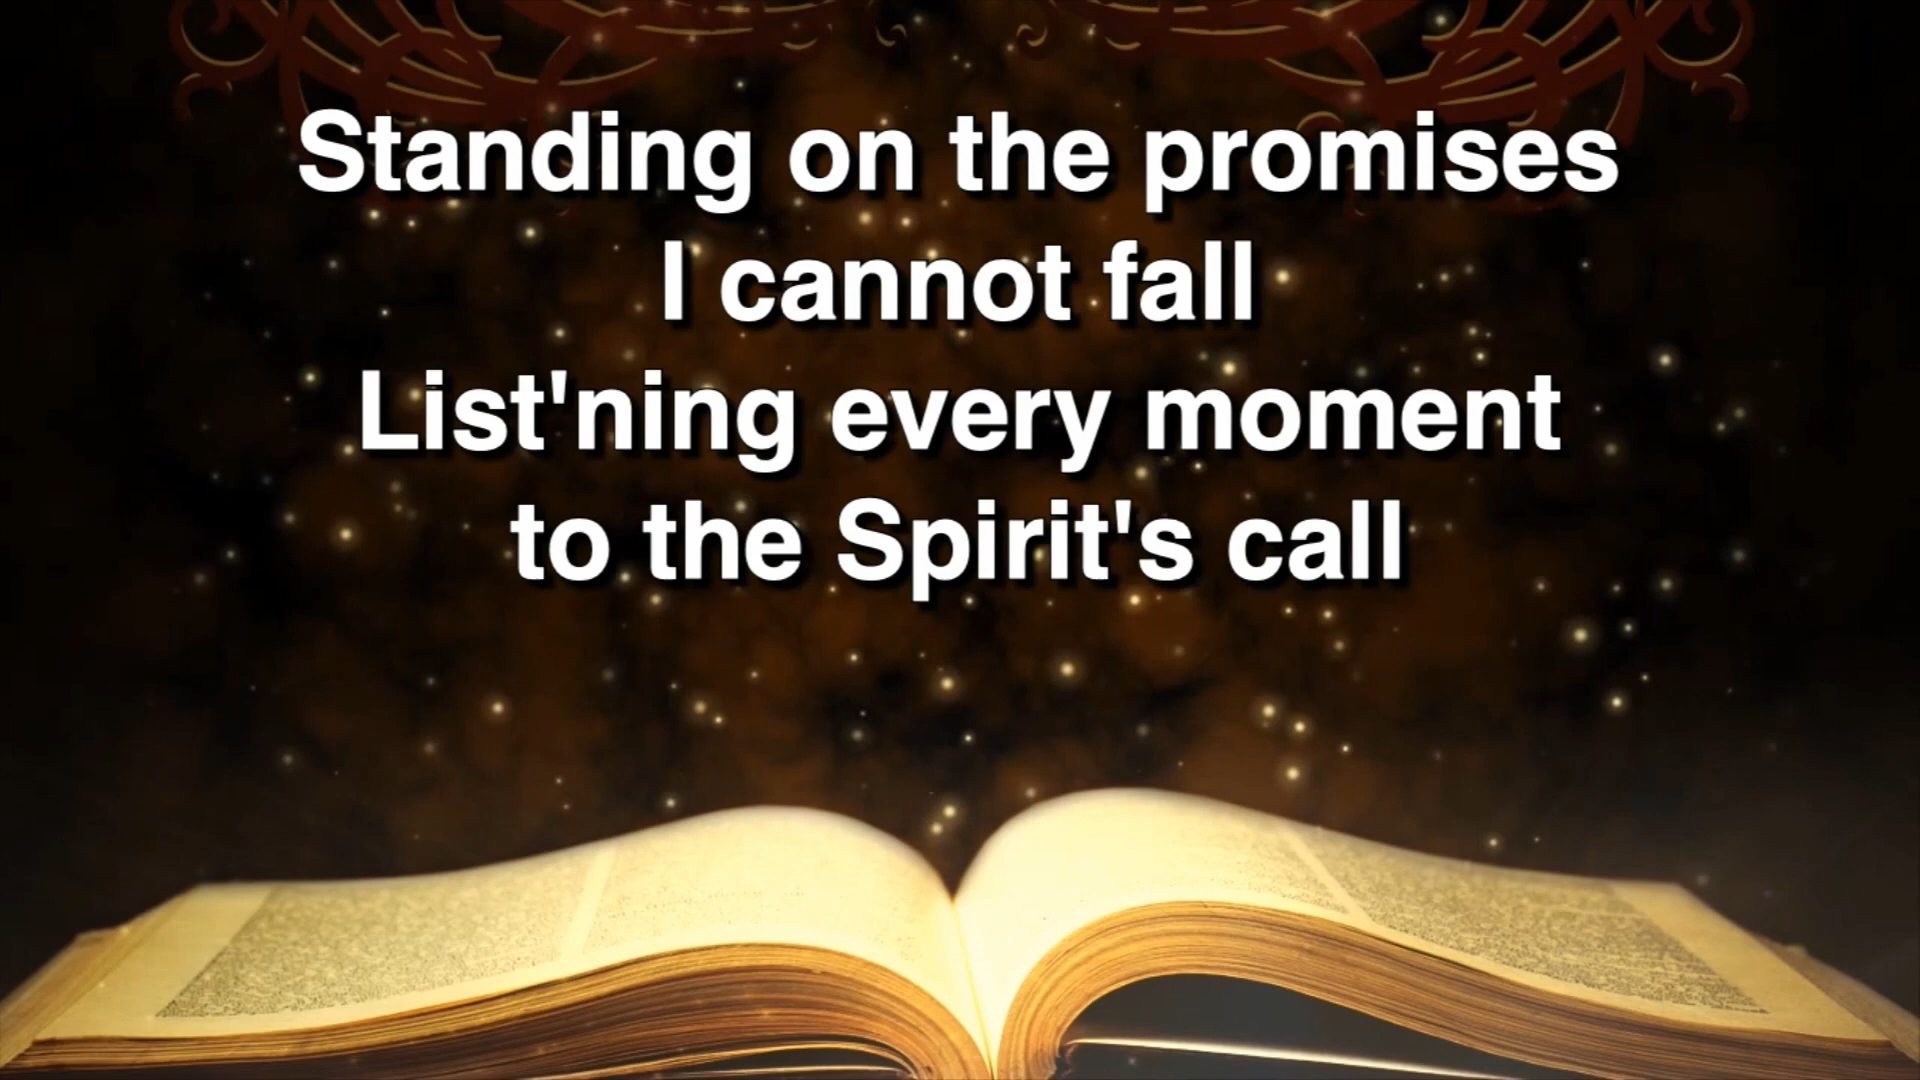 Standing on the promises
I cannot fall
List'ning every moment
to the Spirit's call